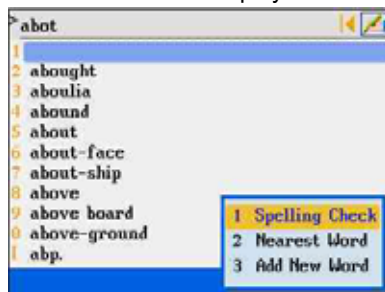 >abot
1
2 abought
3 aboulia
4 abound
5 about
6 about-face
7 about-ship
8 above
9 above board
0 above-ground
abp.
1 Spelling Check
2 Nearest Word
3 Add New Word